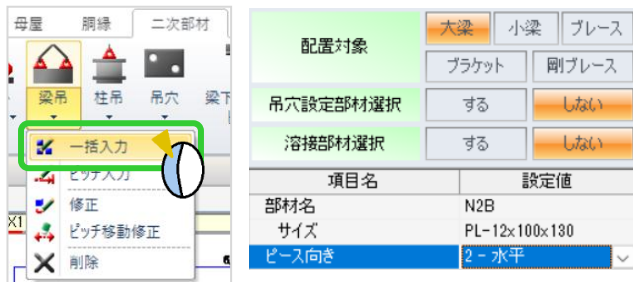 母屋 胴縁 二次部材
梁吊 柱吊 吊穴 梁下
一括入力
ピッチ入力
修正
ピッチ移動修正
削除
X1
6
配置対象
大梁 小梁 ブレース
ブラケット 剛ブレース
吊穴設定部材選択 する しない
溶接部材選択 する しない
項目名 設定値
部材名 N2B
サイズ PL-12x100x130
ピース向き 2 - 水平